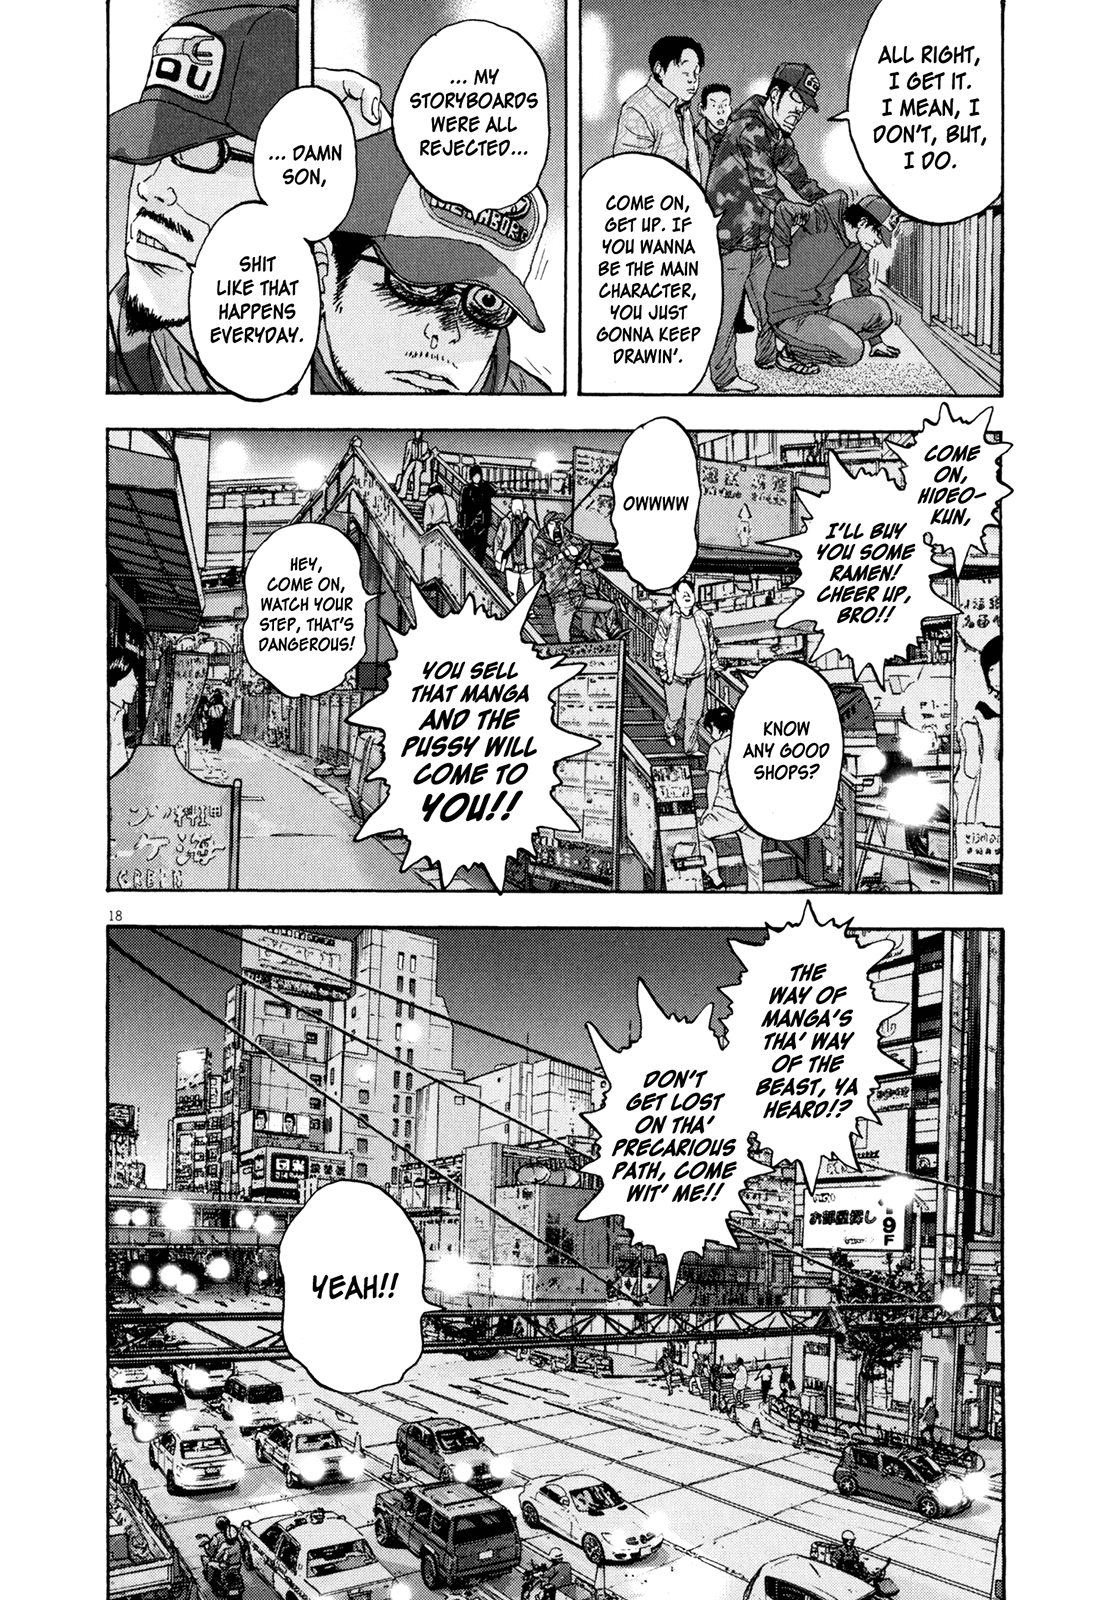 ALL RIGHT,
I GET IT.
I MEAN, I
DON'T, BUT,
I DO.
COME ON,
GET UP. IF
YOU WANNA
BE THE MAIN
CHARACTER,
YOU JUST
GONNA KEEP
DRAWIN'.
... MY
STORYBOARDS
WERE ALL
REJECTED...
... DAMN
SON,
SHIT
LIKE THAT
HAPPENS
EVERYDAY.
COME
ON,
HIDEO-
KUN,
I'LL BUY
YOU SOME
RAMEN!
CHEER UP,
BRO!!
OWWWW
KNOW
ANY GOOD
SHOPS?
YOU SELL
THAT MANGA
AND THE
PUSSY WILL
COME TO
YOU!!
HEY,
COME ON,
WATCH YOUR
STEP, THAT'S
DANGEROUS!
18
THE
WAY OF
MANGA'S
THA' WAY
OF THE
BEAST, YA
HEARD!?
DON'T
GET LOST
ON THA'
PRECARIOUS
PATH, COME
WIT' ME!!
お部屋探し
9F
YEAH!!